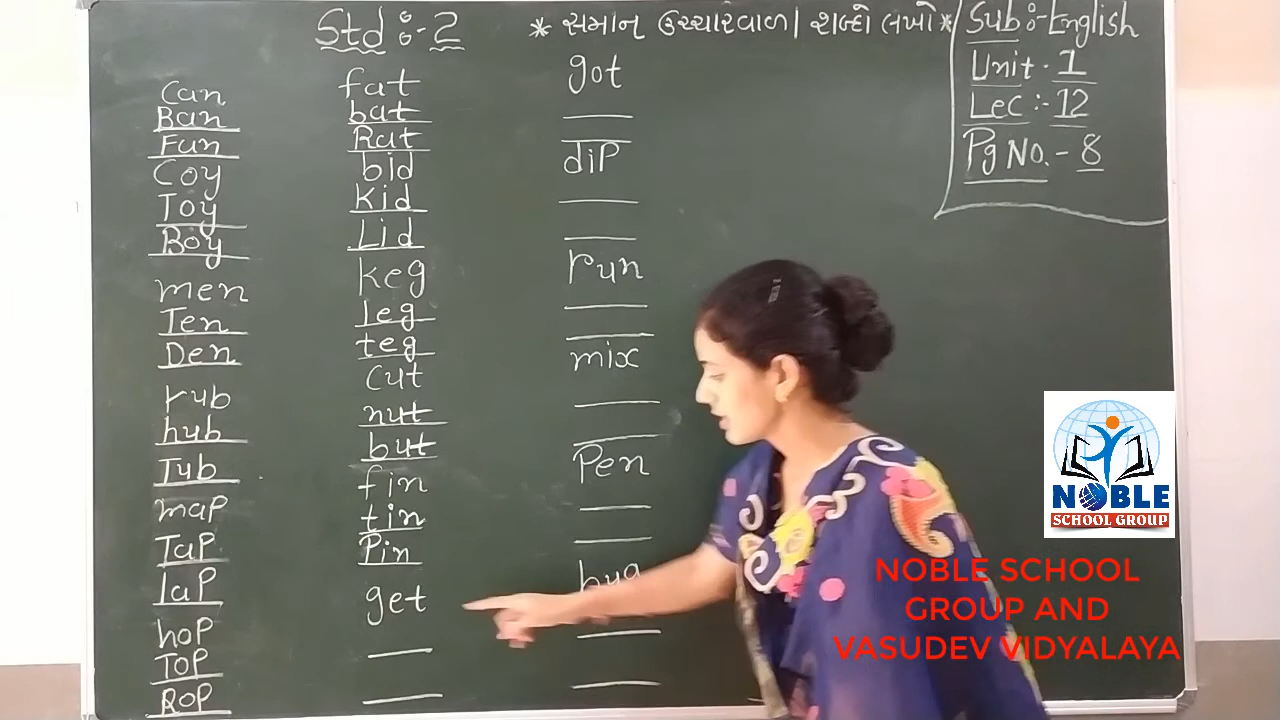 Std :- 2
* સમાન ઉચ્ચારવાળા શબ્દો લખો *
Sub :- English
Unit - 1
Lec :- 12
Pg No. - 8
Can
Ban
Fan
Coy
Toy
Boy
men
Ten
Den
rub
hub
Tub
maP
TaP
laP
hoP
ToP
RoP
fat
bat
Rat
bid
Kid
Lid
keg
leg
teg
cut
nut
but
fin
tin
Pin
get
got
diP
run
mix
Pen
NOBLE
SCHOOL GROUP
NOBLE SCHOOL
GROUP AND
VASUDEV VIDYALAYA